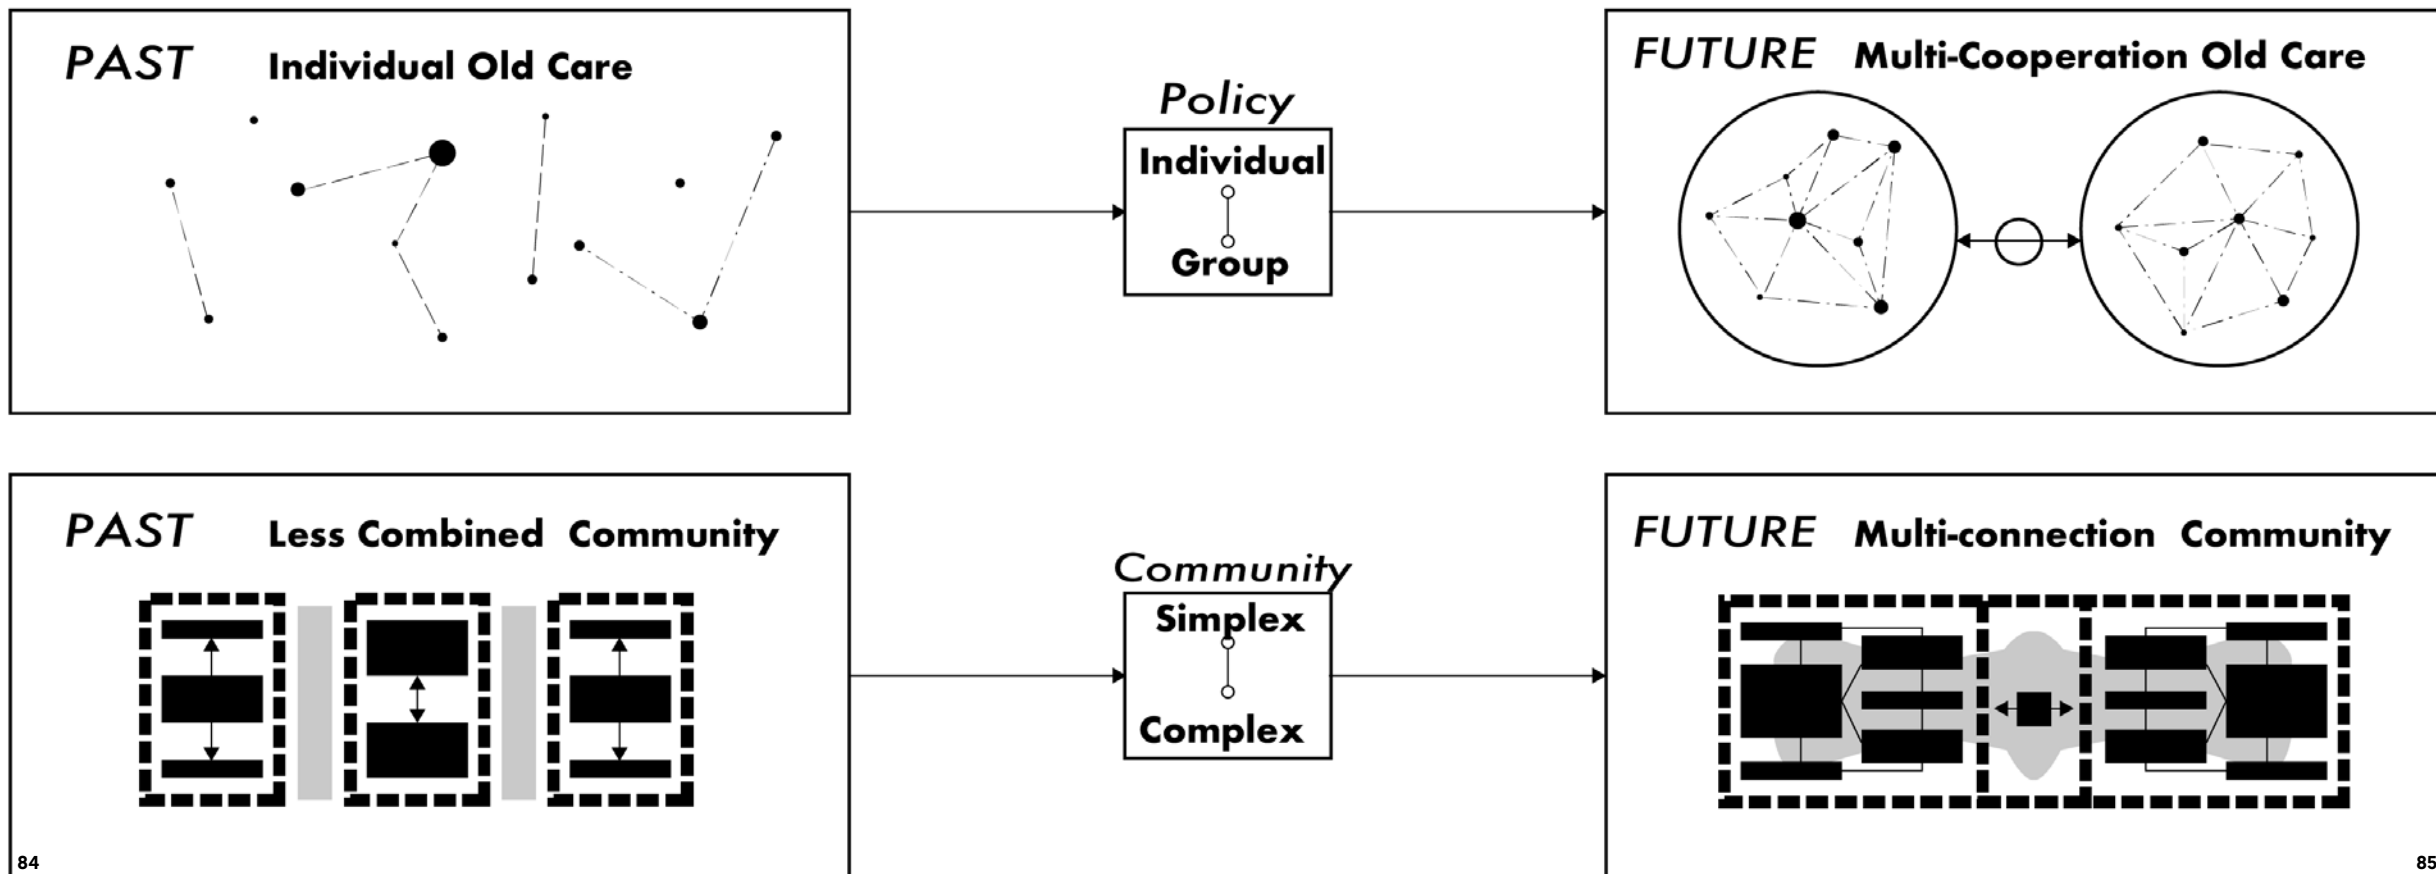 PAST Individual Old Care
Policy
Individual
Group
FUTURE Multi-Cooperation Old Care
PAST Less Combined Community
Community
Simplex
Complex
FUTURE Multi-connection Community
84
85